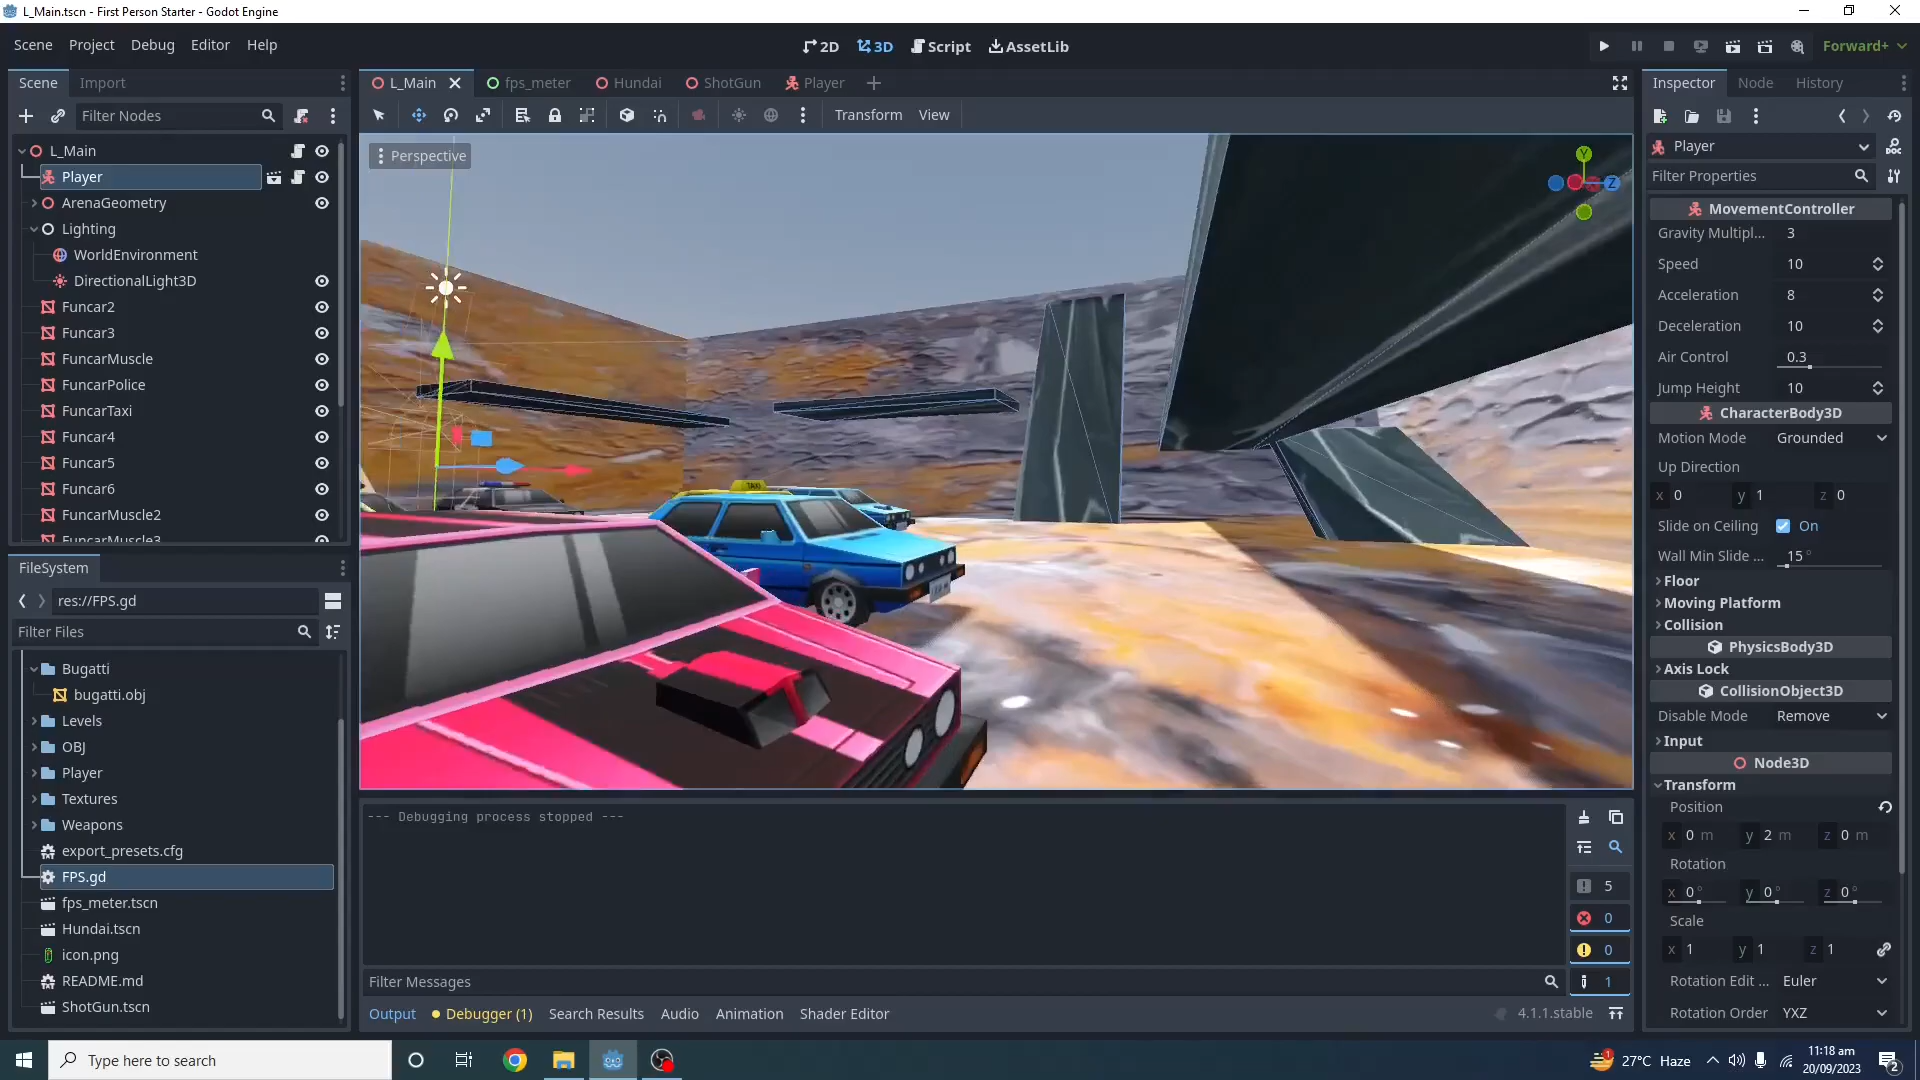 L_Main.tscn - First Person Starter - Godot Engine
Scene Project Debug Editor Help
2D 3D Script AssetLib
Forward+
Scene Import
L_Main fps_meter Hundai ShotGun Player
Inspector Node History
Filter Nodes
Transform View
L_Main
Player
ArenaGeometry
Lighting
WorldEnvironment
DirectionalLight3D
Funcar2
Funcar3
FuncarMuscle
FuncarPolice
FuncarTaxi
Funcar4
Funcar5
Funcar6
FuncarMuscle2
FuncarMuscle3
FileSystem
res://FPS.gd
Filter Files
Bugatti
bugatti.obj
Levels
OBJ
Player
Textures
Weapons
export_presets.cfg
FPS.gd
fps_meter.tscn
Hundai.tscn
icon.png
README.md
ShotGun.tscn
Perspective
Y
Z
TAXI
--- Debugging process stopped ---
5
0
0
1
Filter Messages
Output Debugger (1) Search Results Audio Animation Shader Editor
4.1.1.stable
Player
Filter Properties
MovementController
Gravity Multipl... 3
Speed 10
Acceleration 8
Deceleration 10
Air Control 0.3
Jump Height 10
CharacterBody3D
Motion Mode Grounded
Up Direction
x 0 y 1 z 0
Slide on Ceiling On
Wall Min Slide ... 15 °
Floor
Moving Platform
Collision
PhysicsBody3D
Axis Lock
CollisionObject3D
Disable Mode Remove
Input
Node3D
Transform
Position
x 0 m y 2 m z 0 m
Rotation
x 0 ° y 0 ° z 0 °
Scale
x 1 y 1 z 1
Rotation Edit ... Euler
Rotation Order YXZ
Type here to search
1
27°C Haze
11:18 am
20/09/2023
2